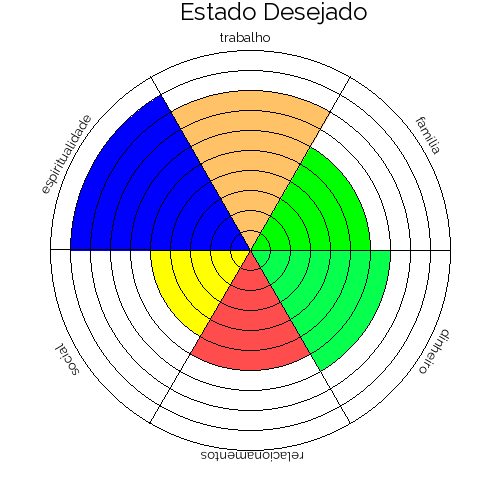 Estado Desejado
trabalho
família
dinheiro
relacionamentos
social
espiritualidade